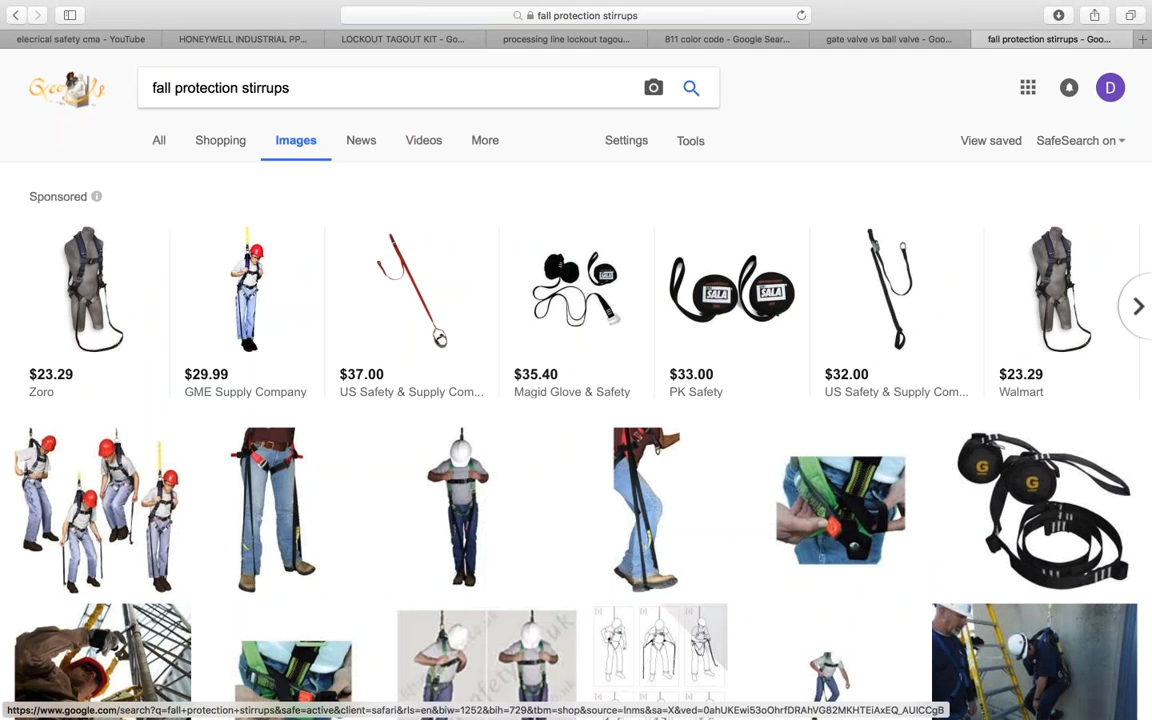 fall protection stirrups
elecrical safety cma - YouTube
HONEYWELL INDUSTRIAL PP...
LOCKOUT TAGOUT KIT - Go...
processing line lockout tagou...
811 color code - Google Sear...
gate valve vs ball valve - Goo...
fall protection stirrups - Goo...
fall protection stirrups
D
All
Shopping
Images
News
Videos
More
Settings
Tools
View saved
SafeSearch on
Sponsored
SALA
SALA
$23.29
$29.99
$37.00
$35.40
$33.00
$32.00
$23.29
Zoro
GME Supply Company
US Safety & Supply Com...
Magid Glove & Safety
PK Safety
US Safety & Supply Com...
Walmart
G
G
https://www.google.com/search?q=fall+protection+stirrups&safe=active&client=safari&rls=en&biw=1252&bih=729&tbm=shop&source=lnms&sa=X&ved=0ahUKEwi53oOhrfDRAhVG82MKHTEiAxEQ_AUICCgB